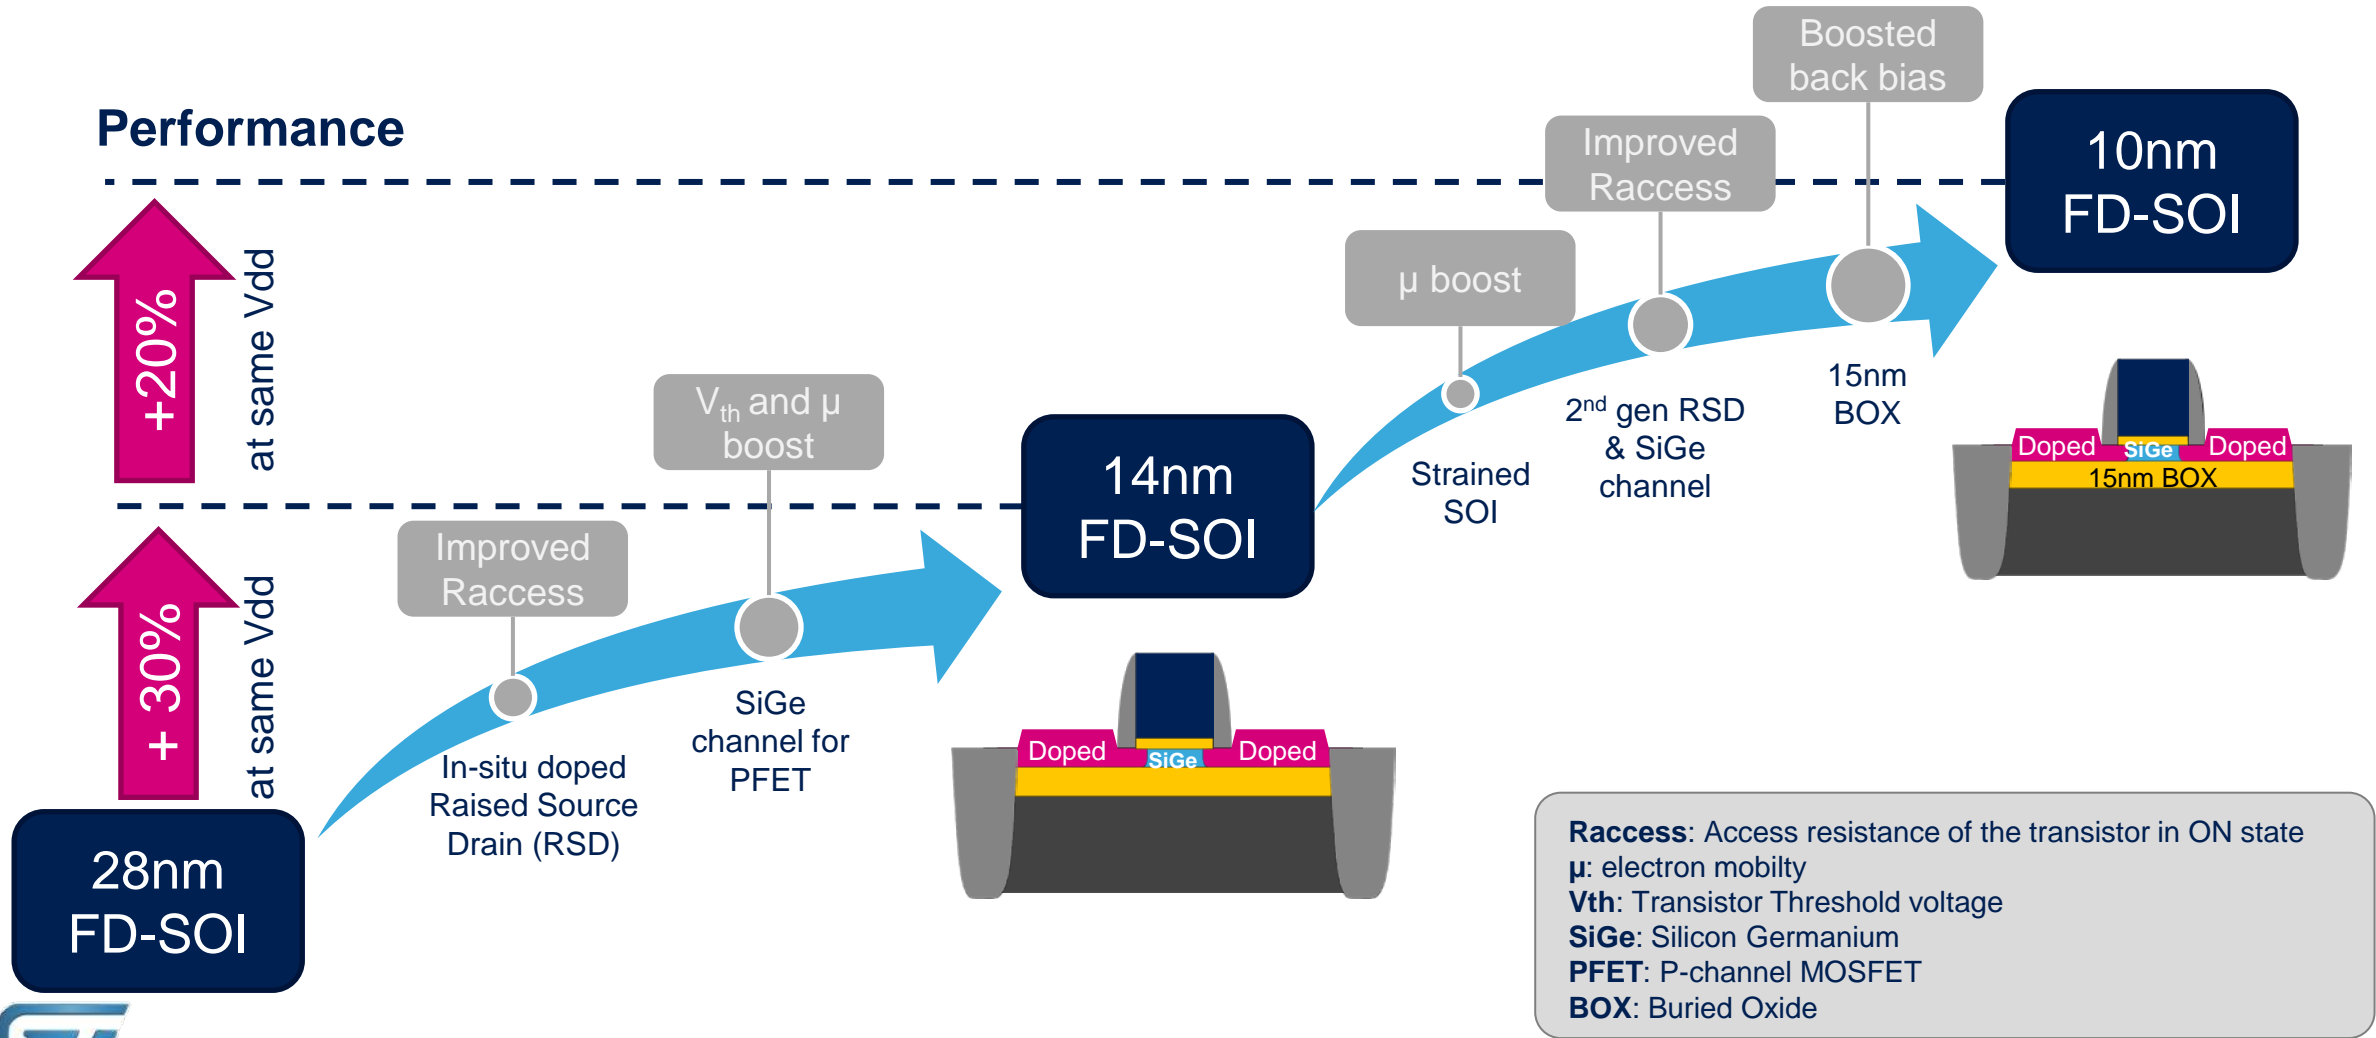 Performance
+20%
at same Vdd
+ 30%
at same Vdd
28nm
FD-SOI
Improved
Raccess
In-situ doped
Raised Source
Drain (RSD)
Vth and µ
boost
SiGe
channel for
PFET
14nm
FD-SOI
Doped
SiGe
Doped
µ boost
Strained
SOI
Improved
Raccess
2nd gen RSD
& SiGe
channel
Boosted
back bias
15nm
BOX
10nm
FD-SOI
Doped
SiGe
Doped
15nm BOX
Raccess: Access resistance of the transistor in ON state
µ: electron mobilty
Vth: Transistor Threshold voltage
SiGe: Silicon Germanium
PFET: P-channel MOSFET
BOX: Buried Oxide